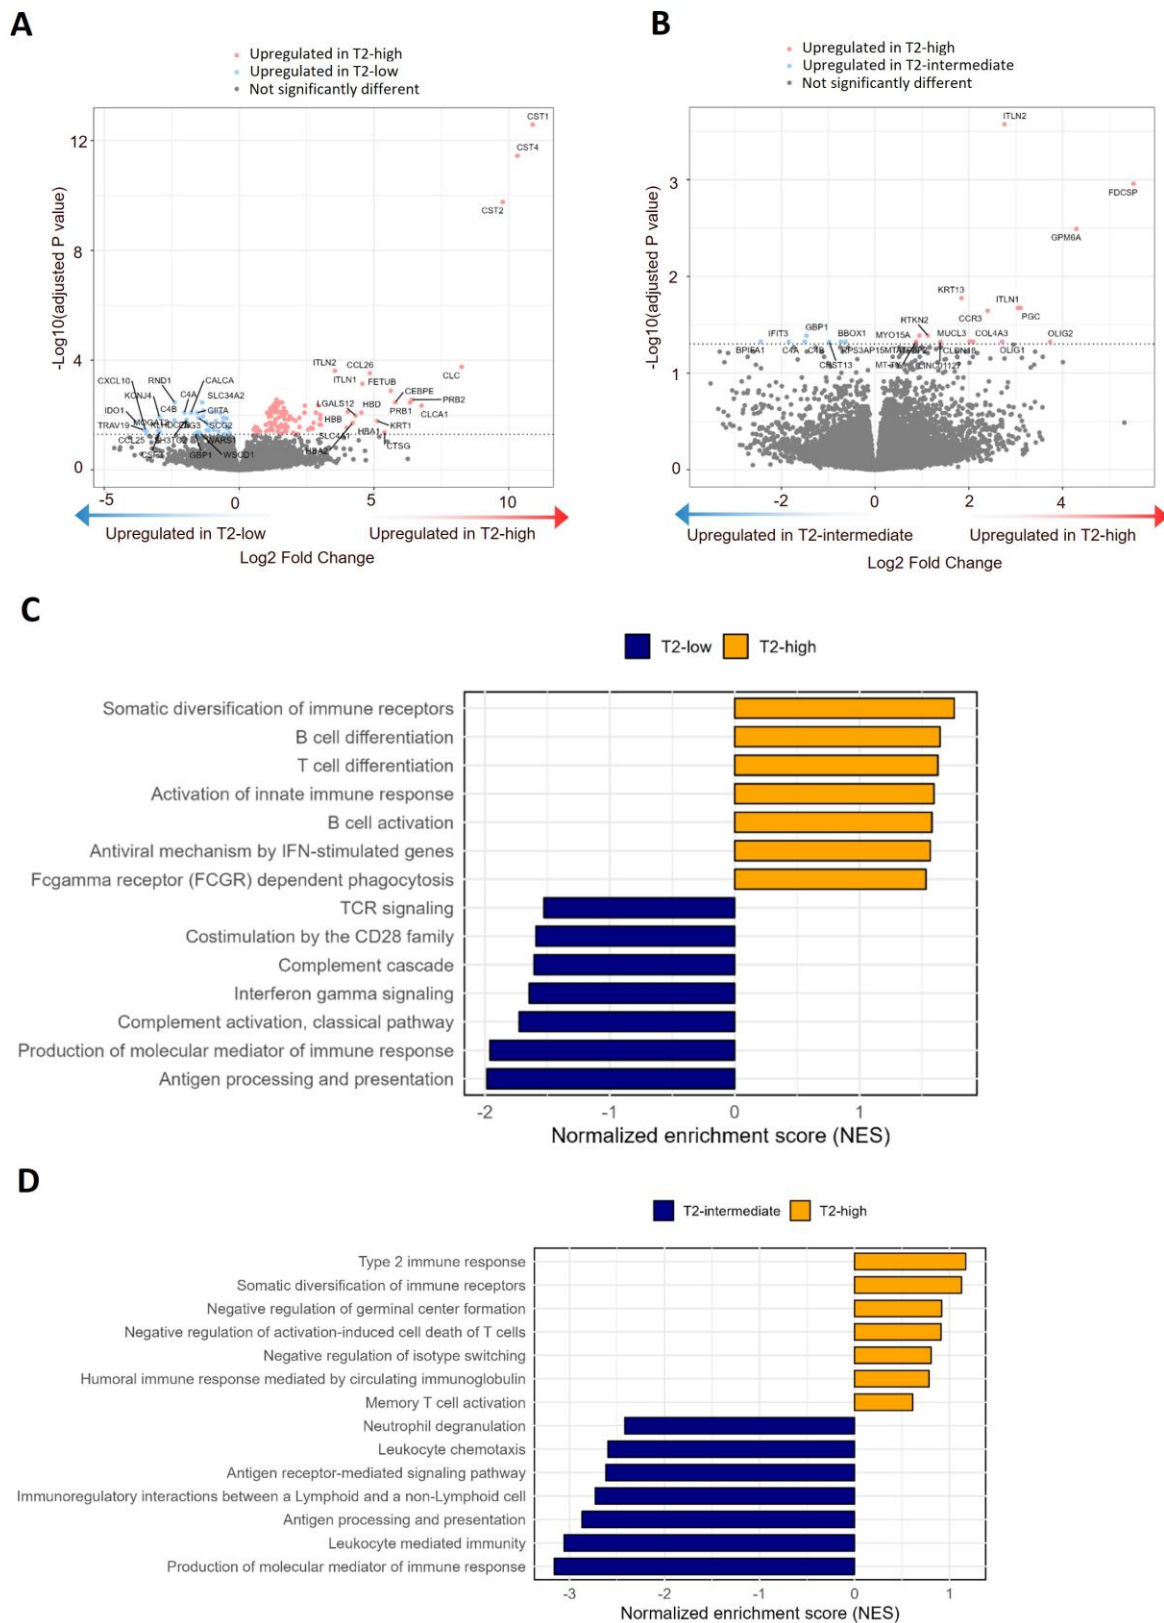 A
Upregulated in T2-high
Upregulated in T2-low
Not significantly different
-Log10(adjusted P value)
12
8
4
0
CST1
CST4
CST2
ITLN2
CCL26
CLC
CXCL10
RND1
CALCA
ITLN1
FETUB
CEBPE
KCNJ4
C4A
SLC34A2
PRB2
IDO1
C4B
CIITA
LGALS12
HBD
PRB1
CLCA1
TRAV19
SCG2
HBB
KRT1
CCL25
SH3TC2
WARS1
SLC4A1
HBA1
CTSG
GBP1
WSCD1
HBA2
-5
0
5
10
Upregulated in T2-low
Upregulated in T2-high
Log2 Fold Change
B
Upregulated in T2-high
Upregulated in T2-intermediate
Not significantly different
-Log10(adjusted P value)
3
2
1
0
ITLN2
FDCSP
GPM6A
KRT13
ITLN1
CCR3
PGC
RTKN2
IFIT3
GBP1
BBOX1
MYO15A
MUCL3
COL4A3
OLIG2
BPIFA1
C4A
C4B
RPS3AP15
OLIG1
CHST13
MT-TY
LINC01127
-2
0
2
4
Upregulated in T2-intermediate
Upregulated in T2-high
Log2 Fold Change
C
T2-low
T2-high
Somatic diversification of immune receptors
B cell differentiation
T cell differentiation
Activation of innate immune response
B cell activation
Antiviral mechanism by IFN-stimulated genes
Fcgamma receptor (FCGR) dependent phagocytosis
TCR signaling
Costimulation by the CD28 family
Complement cascade
Interferon gamma signaling
Complement activation, classical pathway
Production of molecular mediator of immune response
Antigen processing and presentation
-2
-1
0
1
Normalized enrichment score (NES)
D
T2-intermediate
T2-high
Type 2 immune response
Somatic diversification of immune receptors
Negative regulation of germinal center formation
Negative regulation of activation-induced cell death of T cells
Negative regulation of isotype switching
Humoral immune response mediated by circulating immunoglobulin
Memory T cell activation
Neutrophil degranulation
Leukocyte chemotaxis
Antigen receptor-mediated signaling pathway
Immunoregulatory interactions between a Lymphoid and a non-Lymphoid cell
Antigen processing and presentation
Leukocyte mediated immunity
Production of molecular mediator of immune response
-3
-2
-1
0
1
Normalized enrichment score (NES)